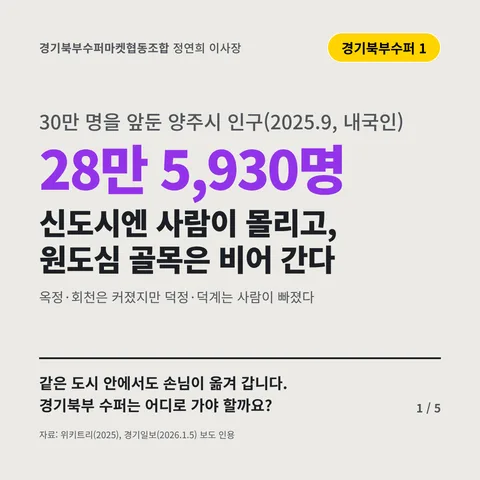 경기북부수퍼마켓협동조합 정연희 이사장
경기북부수퍼 1
30만 명을 앞둔 양주시 인구(2025.9, 내국인)
28만 5,930명
신도시엔 사람이 몰리고,
원도심 골목은 비어 간다
옥정·회천은 커졌지만 덕정·덕계는 사람이 빠졌다
같은 도시 안에서도 손님이 옮겨 갑니다.
경기북부 수퍼는 어디로 가야 할까요?
1 / 5
자료: 위키트리(2025), 경기일보(2026.1.5) 보도 인용